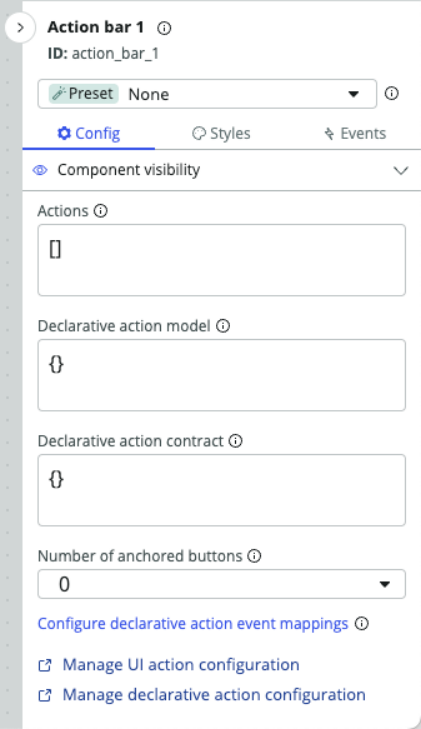 Action bar 1
ID: action_bar_1
Preset None
Config Styles Events
Component visibility
Actions
[]
Declarative action model
{}
Declarative action contract
{}
Number of anchored buttons
0
Configure declarative action event mappings
Manage UI action configuration
Manage declarative action configuration